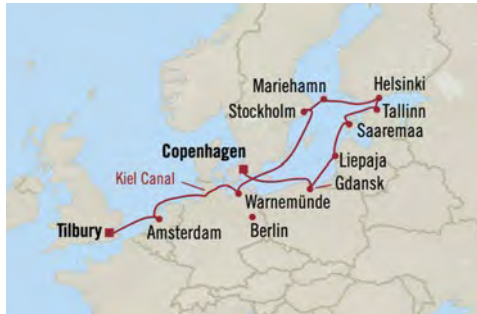 Mariehamn
Helsinki
Stockholm
Tallinn
Saaremaa
Copenhagen
Liepaja
Kiel Canal
Gdansk
Warnemünde
Tilbury
Amsterdam
Berlin